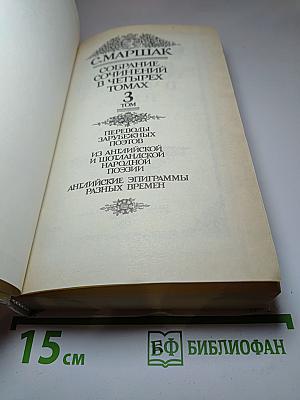 С. МАРШАК
СОБРАНИЕ
СОЧИНЕНИЙ
В ЧЕТЫРЕХ
ТОМАХ
3
ТОМ
ПЕРЕВОДЫ
ЗАРУБЕЖНЫХ
ПОЭТОВ
ИЗ АНГЛИЙСКОЙ
И ШОТЛАНДСКОЙ
НАРОДНОЙ
ПОЭЗИИ
АНГЛИЙСКИЕ ЭПИГРАММЫ
РАЗНЫХ ВРЕМЕН
15 см
БФ БИБЛИОФАН